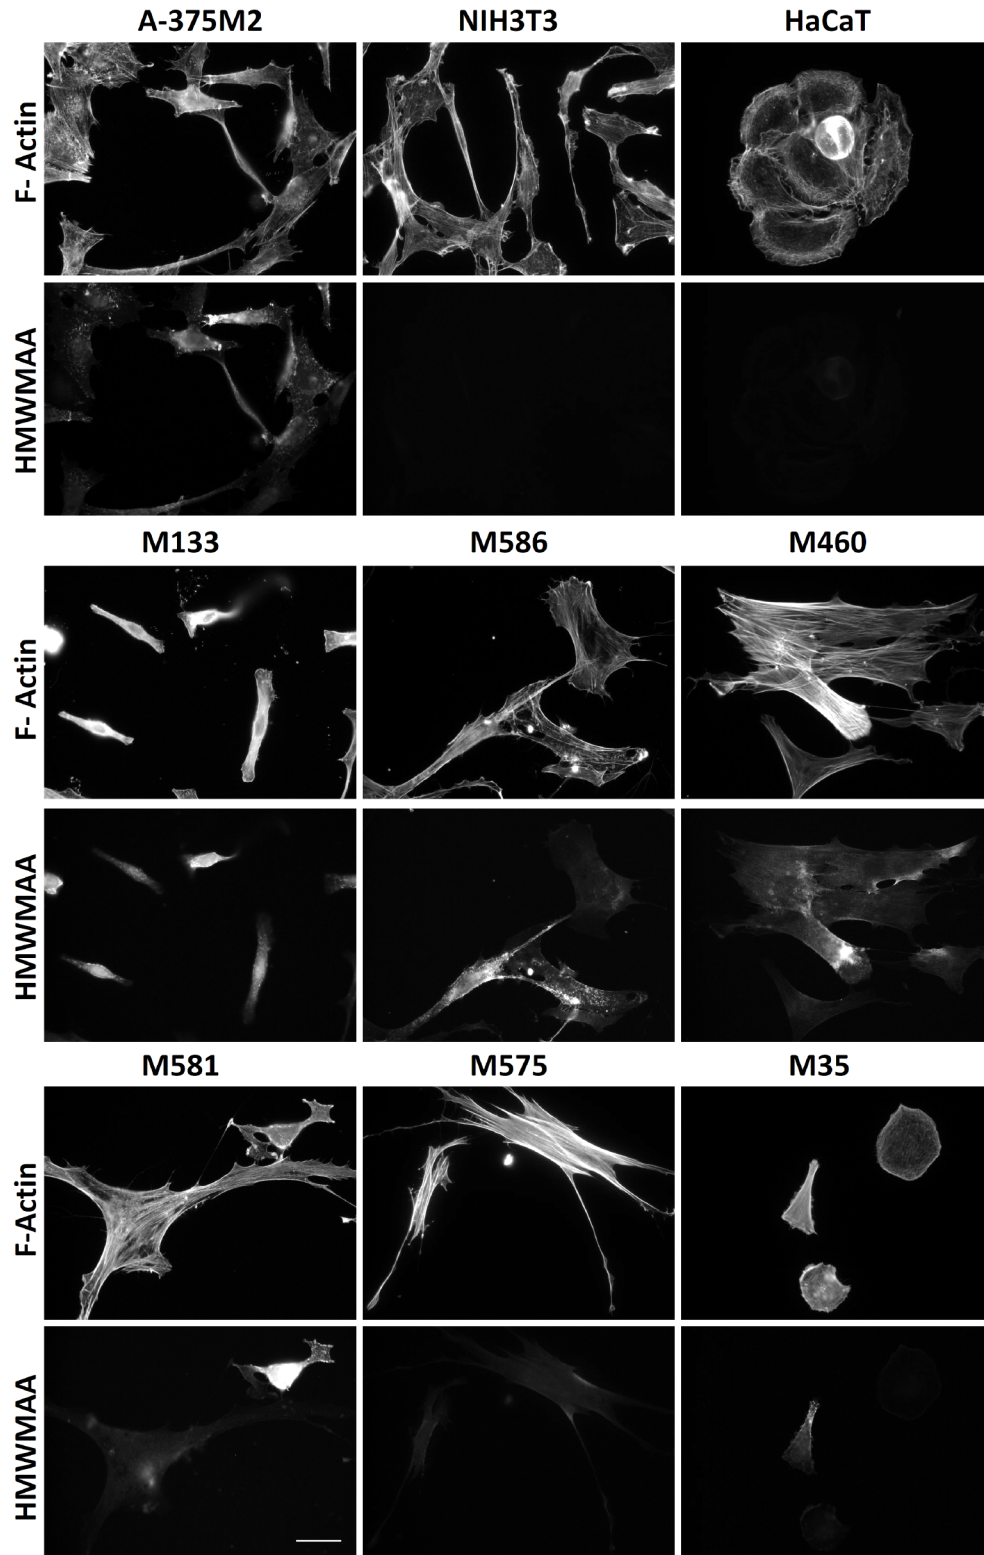 A-375M2 NIH3T3 HaCaT
F- Actin
HMWMAA
M133 M586 M460
F- Actin
HMWMAA
M581 M575 M35
F-Actin
HMWMAA